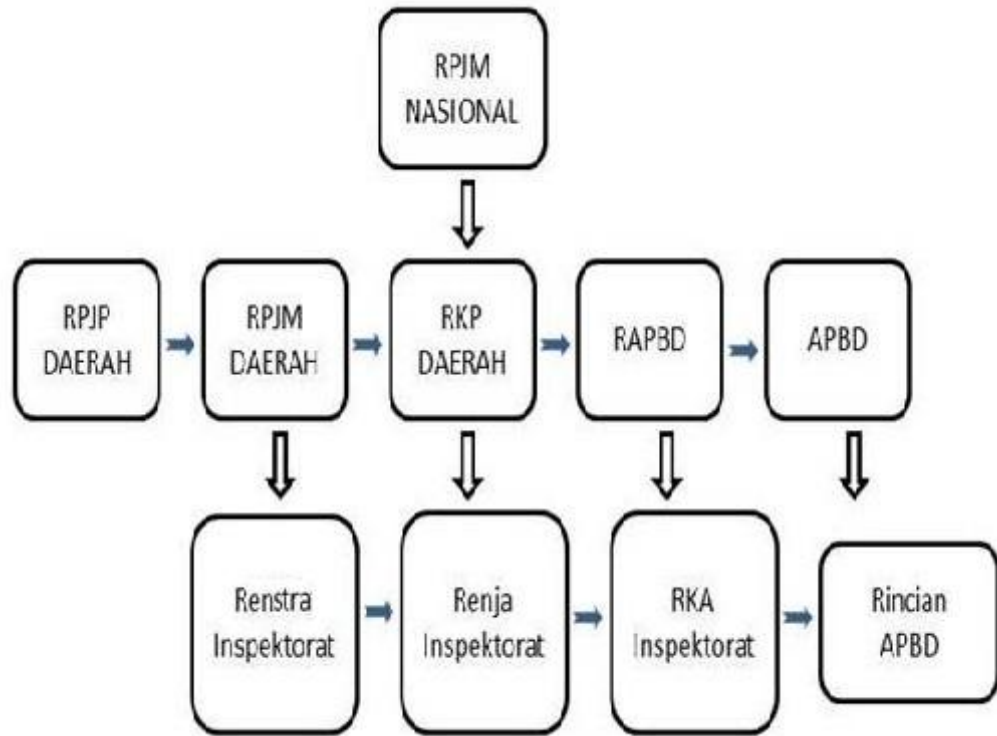 RPJM
NASIONAL
RPJP
DAERAH
RPJM
DAERAH
RKP
DAERAH
RAPBD
APBD
Renstra
Inspektorat
Renja
Inspektorat
RKA
Inspektorat
Rincian
APBD